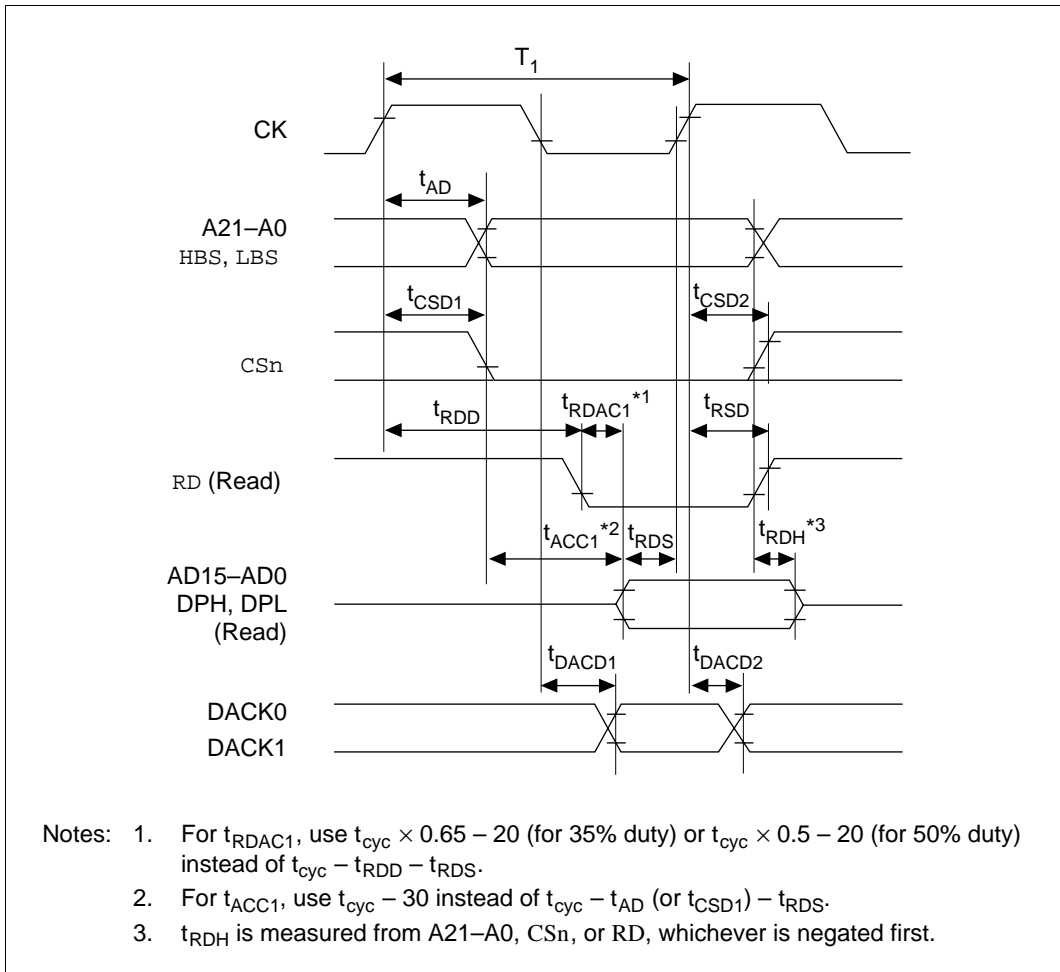 T1
CK
tAD
A21–A0
HBS, LBS
tCSD1
tCSD2
CSn
tRDD
tRDAC1*1
tRSD
RD (Read)
tACC1*2
tRDS
tRDH*3
AD15–AD0
DPH, DPL
(Read)
tDACD1
tDACD2
DACK0
DACK1
Notes: 1. For tRDAC1, use tcyc × 0.65 – 20 (for 35% duty) or tcyc × 0.5 – 20 (for 50% duty)
instead of tcyc – tRDD – tRDS.
2. For tACC1, use tcyc – 30 instead of tcyc – tAD (or tCSD1) – tRDS.
3. tRDH is measured from A21–A0, CSn, or RD, whichever is negated first.